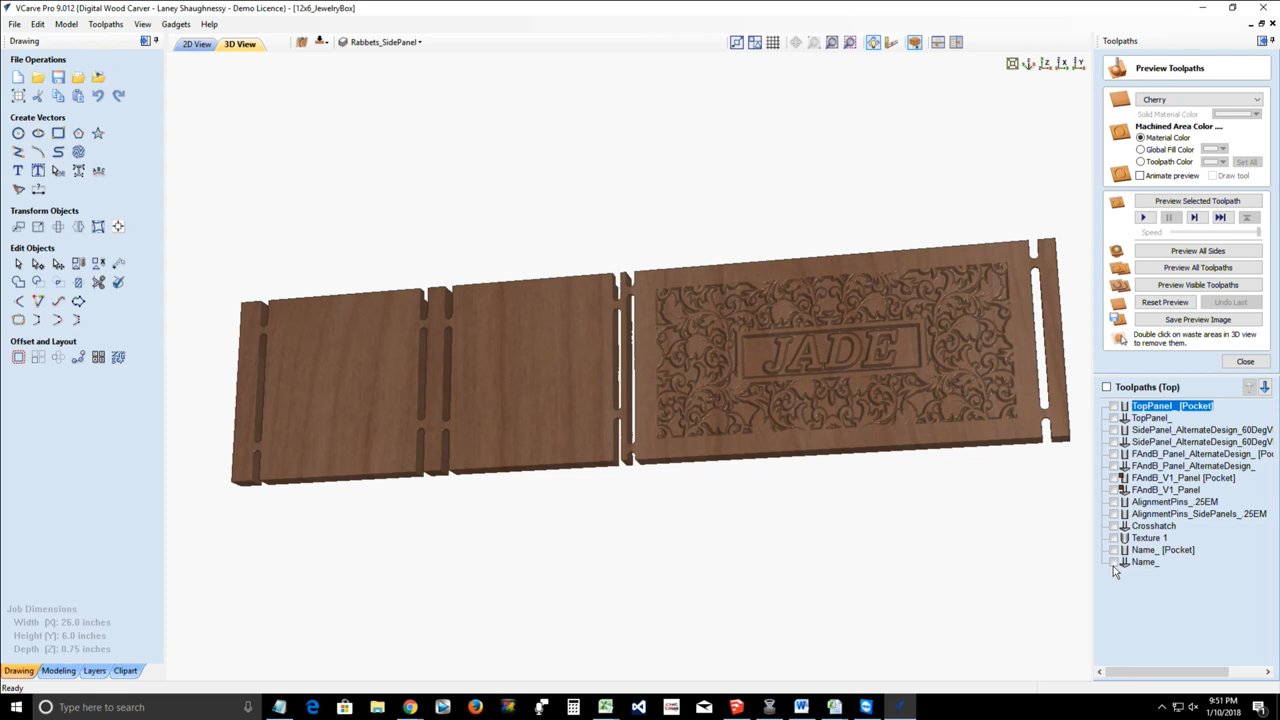 VCarve Pro 9.012 {Digital Wood Carver - Laney Shaughnessy - Demo Licence} - [12x6_JewelryBox]
File Edit Model Toolpaths View Gadgets Help
Drawing
2D View
3D View
Rabbets_SidePanel
Toolpaths
File Operations
Create Vectors
Transform Objects
Edit Objects
Offset and Layout
Job Dimensions
Width (X): 26.0 inches
Height (Y): 6.0 inches
Depth (Z): 0.75 inches
Drawing Modeling Layers Clipart
Ready
JADE
Preview Toolpaths
Cherry
Solid Material Color
Machined Area Color ....
Material Color
Global Fill Color
Toolpath Color
Set All
Animate preview
Draw tool
Preview Selected Toolpath
Speed
Preview All Sides
Preview All Toolpaths
Preview Visible Toolpaths
Reset Preview
Undo Last
Save Preview Image
Double click on waste areas in 3D view
to remove them.
Close
Toolpaths (Top)
TopPanel_ [Pocket]
TopPanel_
SidePanel_AlternateDesign_60DegV
SidePanel_AlternateDesign_60DegV
FAndB_Panel_AlternateDesign_ [Poc
FAndB_Panel_AlternateDesign_
FAndB_V1_Panel [Pocket]
FAndB_V1_Panel
AlignmentPins_.25EM
AlignmentPins_SidePanels_.25EM
Crosshatch
Texture 1
Name_ [Pocket]
Name_
Type here to search
9:51 PM
1/10/2018